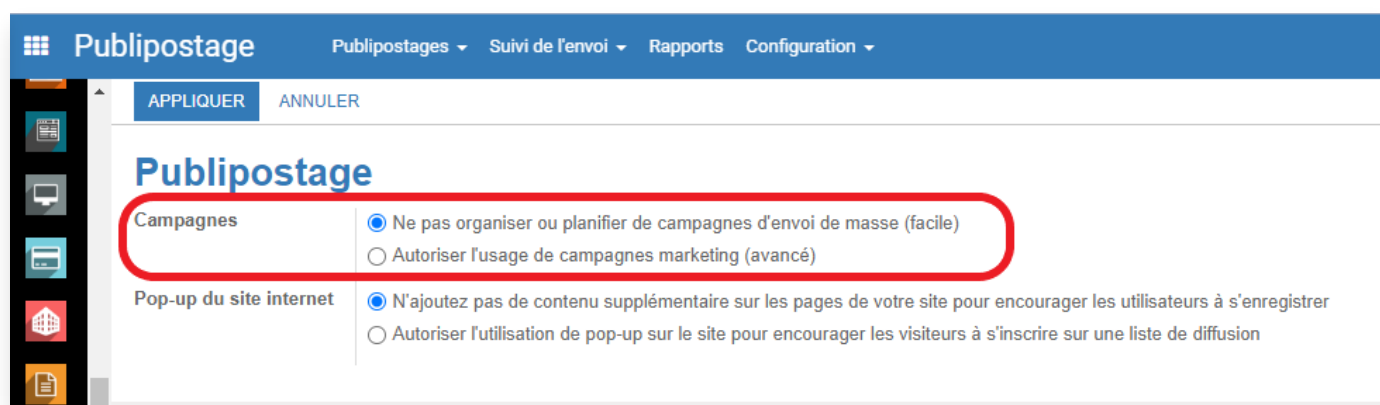 Publipostage Publipostages Suivi de l'envoi Rapports Configuration
APPLIQUER ANNULER
Publipostage
Campagnes Ne pas organiser ou planifier de campagnes d'envoi de masse (facile)
Autoriser l'usage de campagnes marketing (avancé)
Pop-up du site internet N'ajoutez pas de contenu supplémentaire sur les pages de votre site pour encourager les utilisateurs à s'enregistrer
Autoriser l'utilisation de pop-up sur le site pour encourager les visiteurs à s'inscrire sur une liste de diffusion